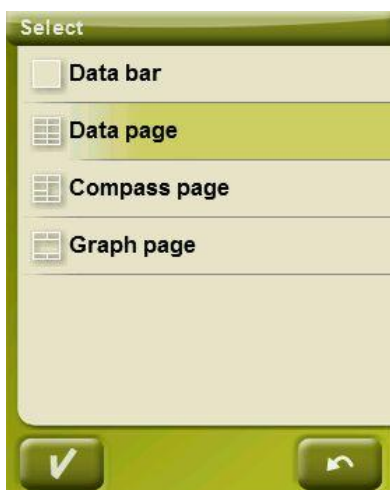 Select
Data bar
Data page
Compass page
Graph page